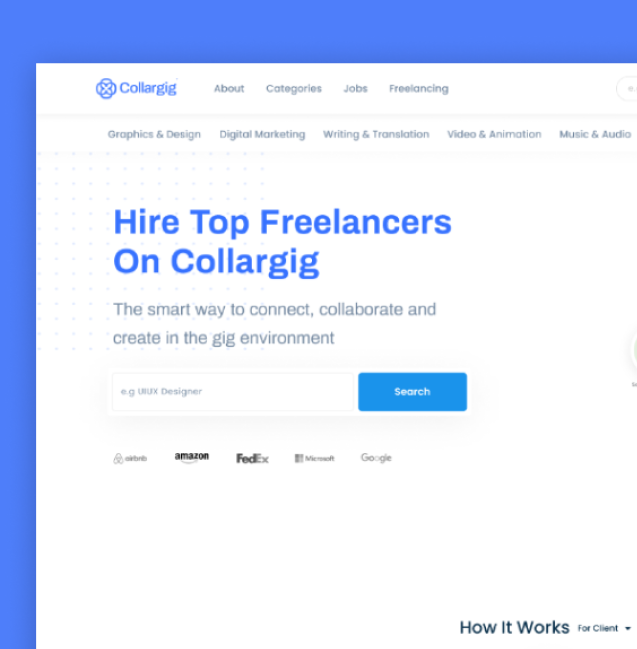 Collargig About Categories Jobs Freelancing
Graphics & Design Digital Marketing Writing & Translation Video & Animation Music & Audio
Hire Top Freelancers
On Collargig
The smart way to connect, collaborate and
create in the gig environment
e.g UIUX Designer Search
airbnb amazon FedEx Microsoft Google
How It Works For Client